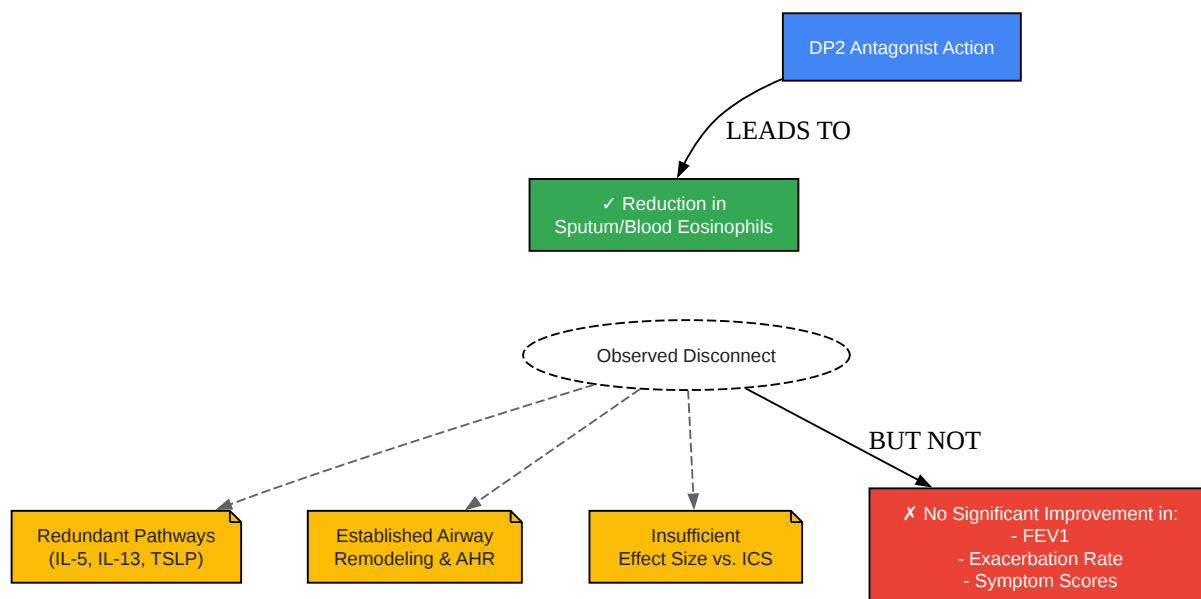 DP2 Antagonist Action
LEADS TO
✓ Reduction in
Sputum/Blood Eosinophils
Observed Disconnect
BUT NOT
Redundant Pathways
(IL-5, IL-13, TSLP)
Established Airway
Remodeling & AHR
Insufficient
Effect Size vs. ICS
✗ No Significant Improvement in:
- FEV1
- Exacerbation Rate
- Symptom Scores